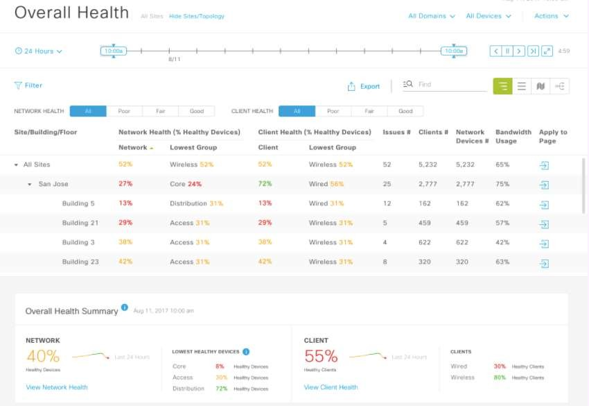 Overall Health All Sites Hide Sites/Topology All Domains All Devices Actions
24 Hours 10:00a 10:00a 4:59
8/11
Filter Export Find
NETWORK HEALTH All Poor Fair Good CLIENT HEALTH All Poor Fair Good
Site/Building/Floor Network Health (% Healthy Devices) Client Health (% Healthy Devices) Issues # Clients # Network Devices # Bandwidth Usage Apply to Page
Network Lowest Group Client Lowest Group
All Sites 52% Wireless 52% 52% Wireless 52% 52 5,232 5,232 65%
San Jose 27% Core 24% 72% Wired 56% 25 2,777 2,777 75%
Building 5 13% Distribution 31% 13% Wired 31% 12 162 162 62%
Building 21 29% Access 31% 29% Wireless 31% 5 459 459 57%
Building 3 38% Access 31% 38% Wireless 31% 4 622 622 42%
Building 23 42% Access 31% 42% Wireless 31% 8 320 320 63%
Overall Health Summary Aug 11, 2017 10:06 am
NETWORK CLIENT
40% Last 24 Hours LOWEST HEALTHY DEVICES 55% Last 24 Hours CLIENTS
Healthy Devices Core 8% Healthy Devices Healthy Clients Wired 36% Healthy Clients
Access Healthy Devices Wireless Healthy Clients
View Network Health Distribution 72% Healthy Devices View Client Health